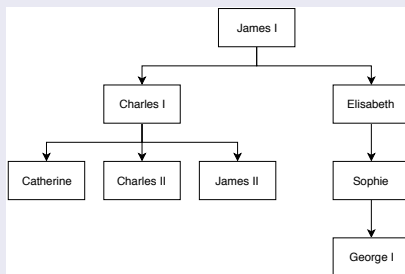 James I
Charles I
Elisabeth
Catherine
Charles II
James II
Sophie
George I